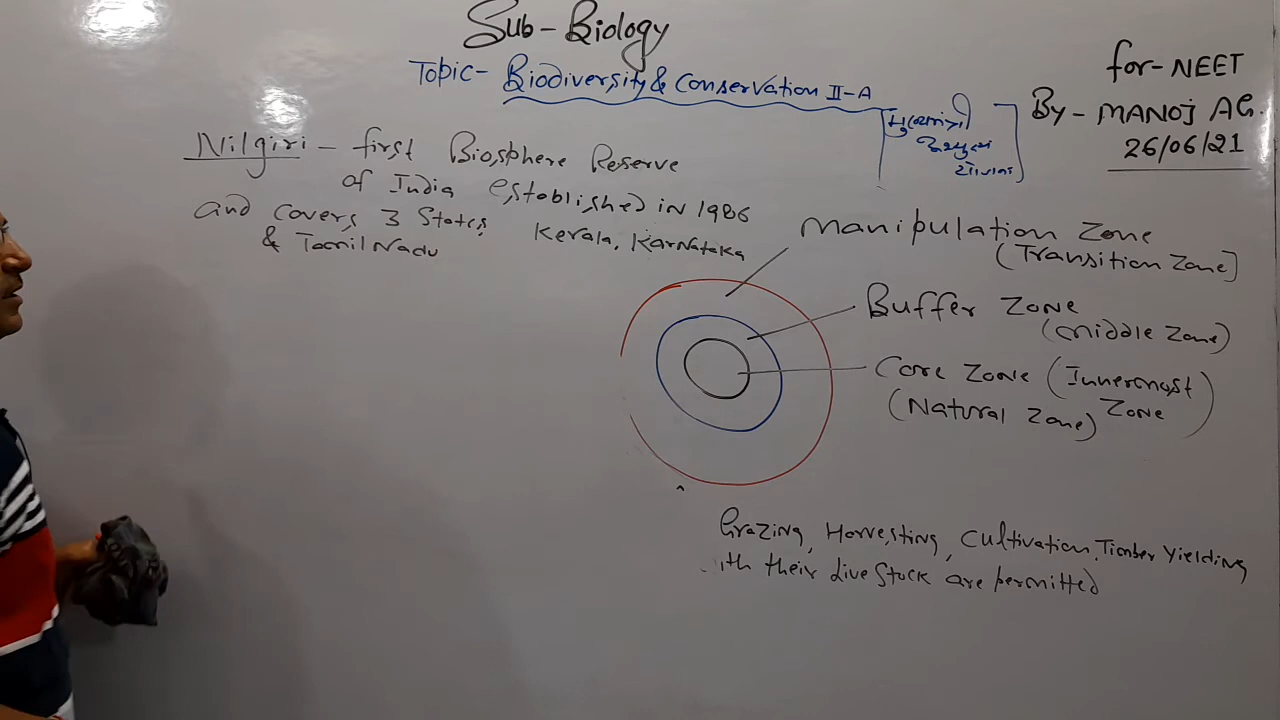 Sub- Biology
Topic- Biodiversity & Conservation II-A
for- NEET
By - MANOJ AG.
26/06/21
Nilgiri - first Biosphere Reserve
of India established in 1986
and covers 3 States, Kerala, Karnataka
& Tamil Nadu
Manipulation Zone
(Transition Zone)
Buffer Zone
(Middle Zone)
Core Zone (Innermost Zone)
(Natural Zone)
Grazing, Harvesting, Cultivation, Timber Yielding
ith their live Stock are permitted